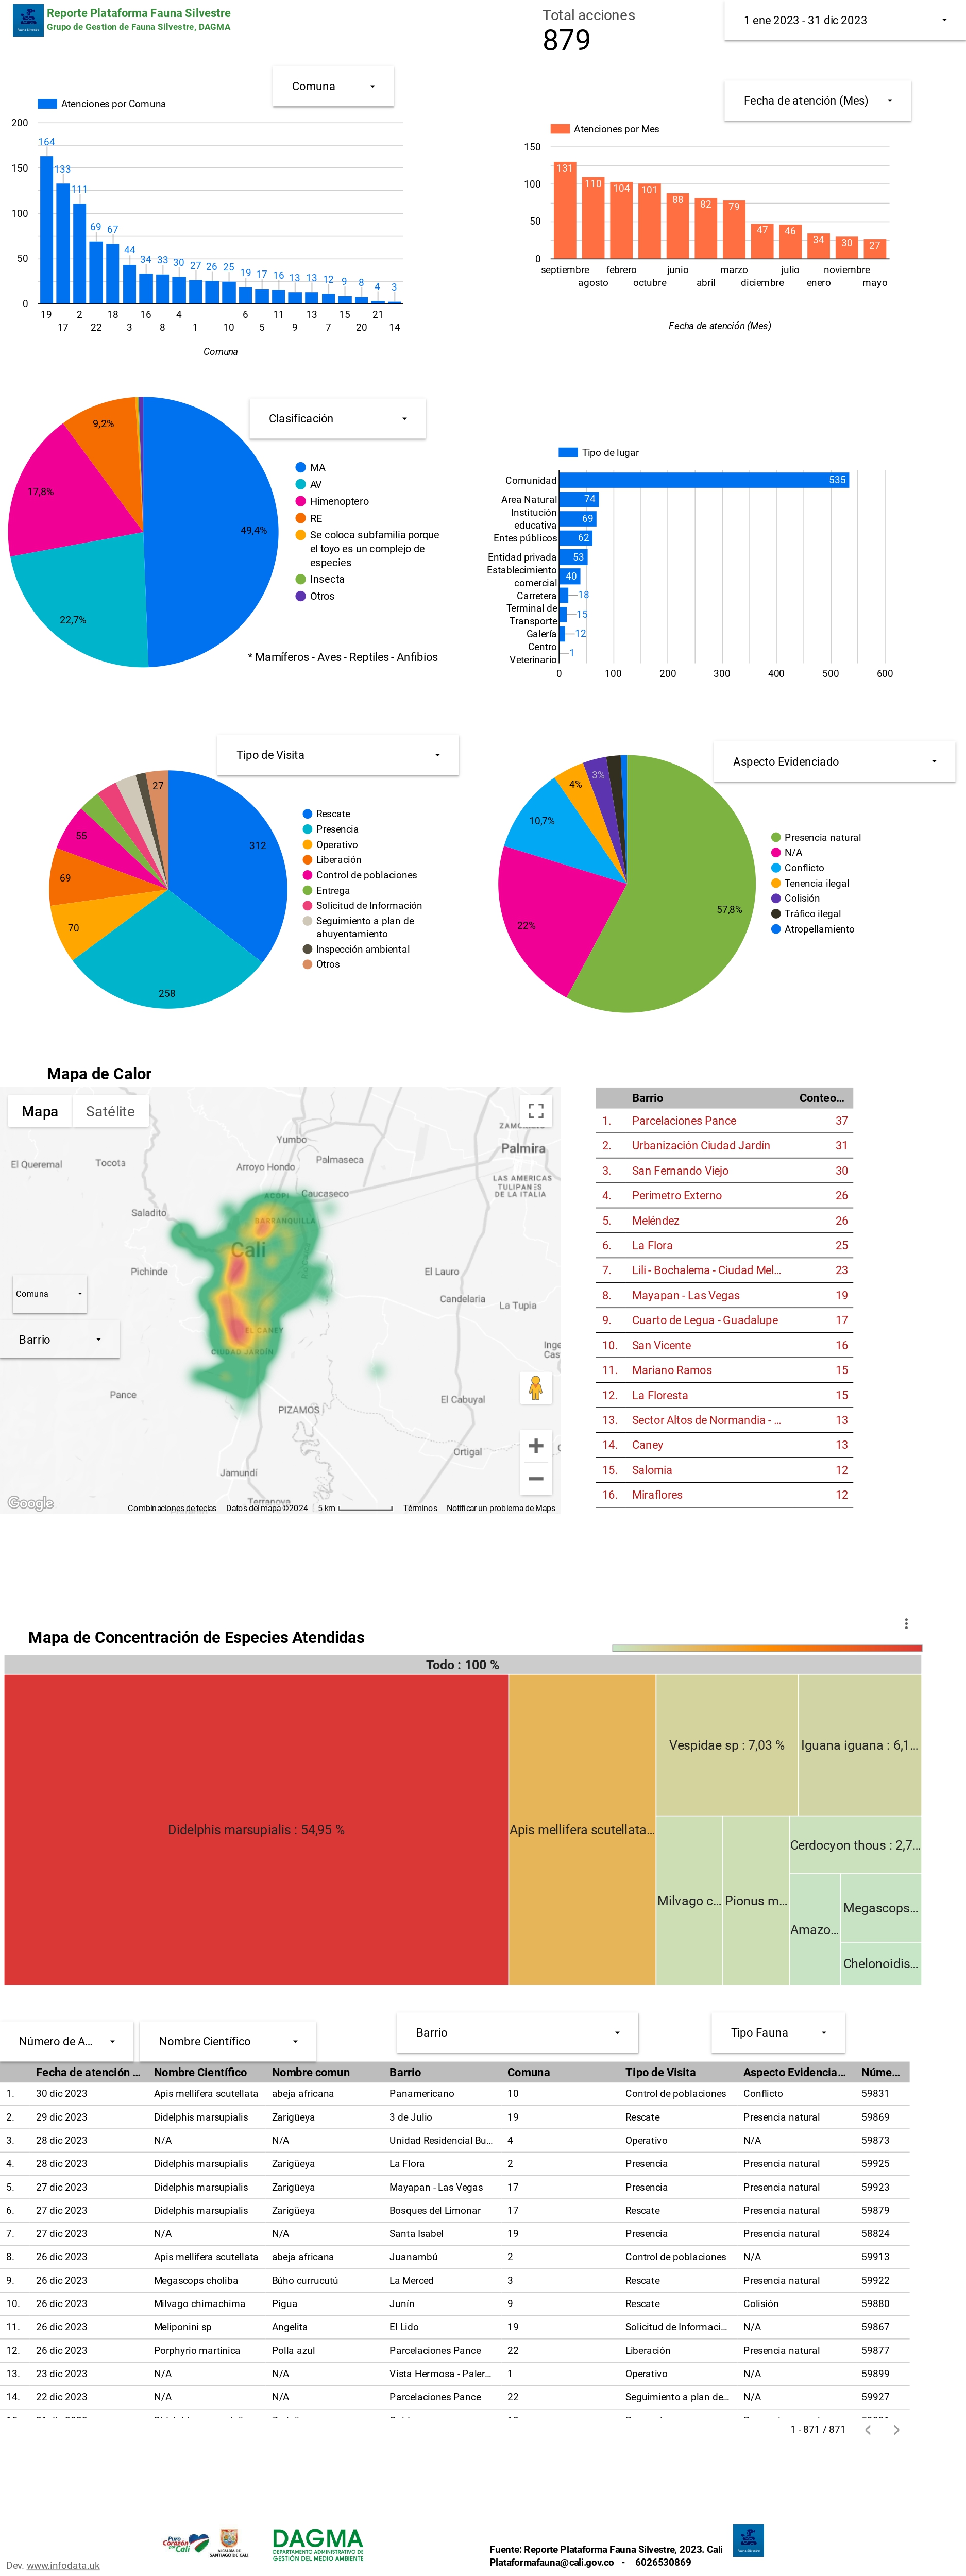 Reporte Plataforma Fauna Silvestre
Grupo de Gestion de Fauna Silvestre, DAGMA
Total acciones
879
1 ene 2023 - 31 dic 2023
Comuna
Atenciones por Comuna
200
150
100
50
0
164
133
111
69
67
44
34
33
30
27
26
25
19
17
16
13
13
12
9
8
4
3
19
17
2
22
18
3
16
8
4
1
10
6
5
11
9
13
7
15
20
21
14
Comuna
Fecha de atención (Mes)
Atenciones por Mes
150
100
50
0
131
110
104
101
88
82
79
47
46
34
30
27
septiembre
agosto
febrero
octubre
junio
abril
marzo
diciembre
julio
enero
noviembre
mayo
Fecha de atención (Mes)
Clasificación
9,2%
17,8%
49,4%
22,7%
MA
AV
Himenoptero
RE
Se coloca subfamilia porque
el toyo es un complejo de
especies
Insecta
Otros
* Mamíferos - Aves - Reptiles - Anfibios
Tipo de lugar
Comunidad 535
Area Natural 74
Institución
educativa 69
Entes públicos 62
Entidad privada 53
Establecimiento
comercial 40
Carretera 18
Terminal de
Transporte 15
Galería 12
Centro
Veterinario 1
0 100 200 300 400 500 600
Tipo de Visita
27
312
55
69
70
258
Rescate
Presencia
Operativo
Liberación
Control de poblaciones
Entrega
Solicitud de Información
Seguimiento a plan de
ahuyentamiento
Inspección ambiental
Otros
Aspecto Evidenciado
3%
4%
10,7%
22%
57,8%
Presencia natural
N/A
Conflicto
Tenencia ilegal
Colisión
Tráfico ilegal
Atropellamiento
Mapa de Calor
Mapa
Satélite
Yumbo
Palmira
El Queremal
Tocota
Arroyo Hondo
Palmaseca
LAS AMERICAS
TULIPANES
DE LA ITALIA
ACOPI
Caucaseco
Saladito
BARRANQUILLA
Cali
Pichinde
El Lauro
Candelaria
La Tupia
Comuna
Barrio
EL CANEY
CIUDAD JARDÍN
Pance
PIZAMOS
El Cabuyal
Ortigal
Jamundí
Google
Combinaciones de teclas
Datos del mapa ©2024
5 km
Términos
Notificar un problema de Maps
Barrio Conteo…
1. Parcelaciones Pance 37
2. Urbanización Ciudad Jardín 31
3. San Fernando Viejo 30
4. Perimetro Externo 26
5. Meléndez 26
6. La Flora 25
7. Lili - Bochalema - Ciudad Mel… 23
8. Mayapan - Las Vegas 19
9. Cuarto de Legua - Guadalupe 17
10. San Vicente 16
11. Mariano Ramos 15
12. La Floresta 15
13. Sector Altos de Normandia - … 13
14. Caney 13
15. Salomia 12
16. Miraflores 12
Mapa de Concentración de Especies Atendidas
Todo : 100 %
Didelphis marsupialis : 54,95 %
Apis mellifera scutellata…
Vespidae sp : 7,03 %
Iguana iguana : 6,1…
Milvago c…
Pionus m…
Cerdocyon thous : 2,7…
Amazo…
Megascops…
Chelonoidis…
Número de A…
Nombre Científico
Barrio
Tipo Fauna
Fecha de atención … Nombre Científico Nombre comun Barrio Comuna Tipo de Visita Aspecto Evidencia… Núme…
1. 30 dic 2023 Apis mellifera scutellata abeja africana Panamericano 10 Control de poblaciones Conflicto 59831
2. 29 dic 2023 Didelphis marsupialis Zarigüeya 3 de Julio 19 Rescate Presencia natural 59869
3. 28 dic 2023 N/A N/A Unidad Residencial Bu… 4 Operativo N/A 59873
4. 28 dic 2023 Didelphis marsupialis Zarigüeya La Flora 2 Presencia Presencia natural 59925
5. 27 dic 2023 Didelphis marsupialis Zarigüeya Mayapan - Las Vegas 17 Presencia Presencia natural 59923
6. 27 dic 2023 Didelphis marsupialis Zarigüeya Bosques del Limonar 17 Rescate Presencia natural 59879
7. 27 dic 2023 N/A N/A Santa Isabel 19 Presencia Presencia natural 58824
8. 26 dic 2023 Apis mellifera scutellata abeja africana Juanambú 2 Control de poblaciones N/A 59913
9. 26 dic 2023 Megascops choliba Búho currucutú La Merced 3 Rescate Presencia natural 59922
10. 26 dic 2023 Milvago chimachima Pigua Junín 9 Rescate Colisión 59880
11. 26 dic 2023 Meliponini sp Angelita El Lido 19 Solicitud de Informaci… N/A 59867
12. 26 dic 2023 Porphyrio martinica Polla azul Parcelaciones Pance 22 Liberación Presencia natural 59877
13. 23 dic 2023 N/A N/A Vista Hermosa - Paler… 1 Operativo N/A 59899
14. 22 dic 2023 N/A N/A Parcelaciones Pance 22 Seguimiento a plan de… N/A 59927
1 - 871 / 871
Puro
Corazón
por Cali
ALCALDÍA DE
SANTIAGO DE CALI
DAGMA
DEPARTAMENTO ADMINISTRATIVO DE
GESTIÓN DEL MEDIO AMBIENTE
Fuente: Reporte Plataforma Fauna Silvestre, 2023. Cali
Plataformafauna@cali.gov.co - 6026530869
Dev. www.infodata.uk